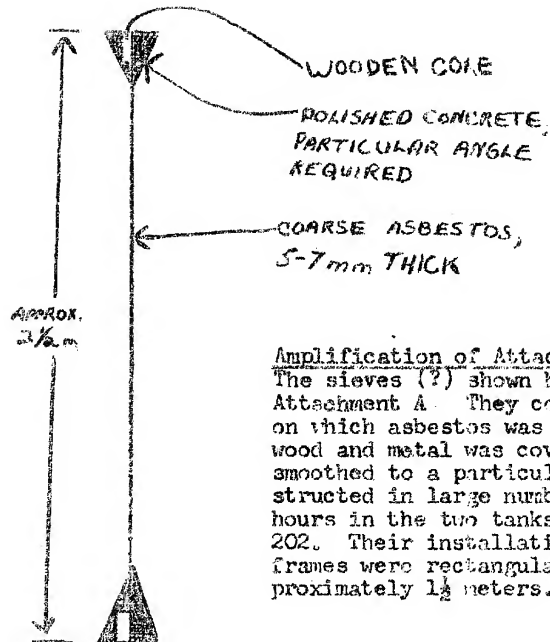 WOODEN CORE
POLISHED CONCRETE,
PARTICULAR ANGLE
REQUIRED
COARSE ASBESTOS,
5-7mm THICK
APPROX.
2½ m
Amplification of Attac
The sieves (?) shown
Attachment A They co
on which asbestos was
wood and metal was cov
smoothed to a particul
structed in large numb
hours in the two tanks
202. Their installati
frames were rectangula
proximately 1½ meters.